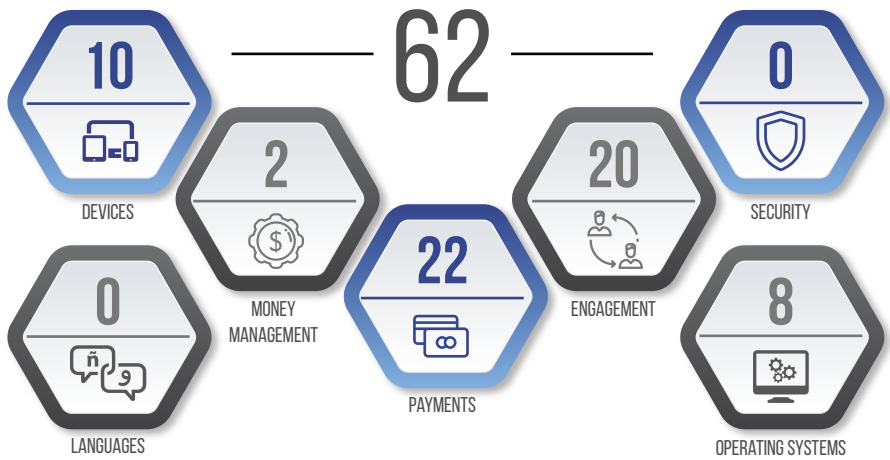 62
10
DEVICES
2
MONEY
MANAGEMENT
22
PAYMENTS
20
ENGAGEMENT
0
SECURITY
0
ñ
و
LANGUAGES
8
OPERATING SYSTEMS